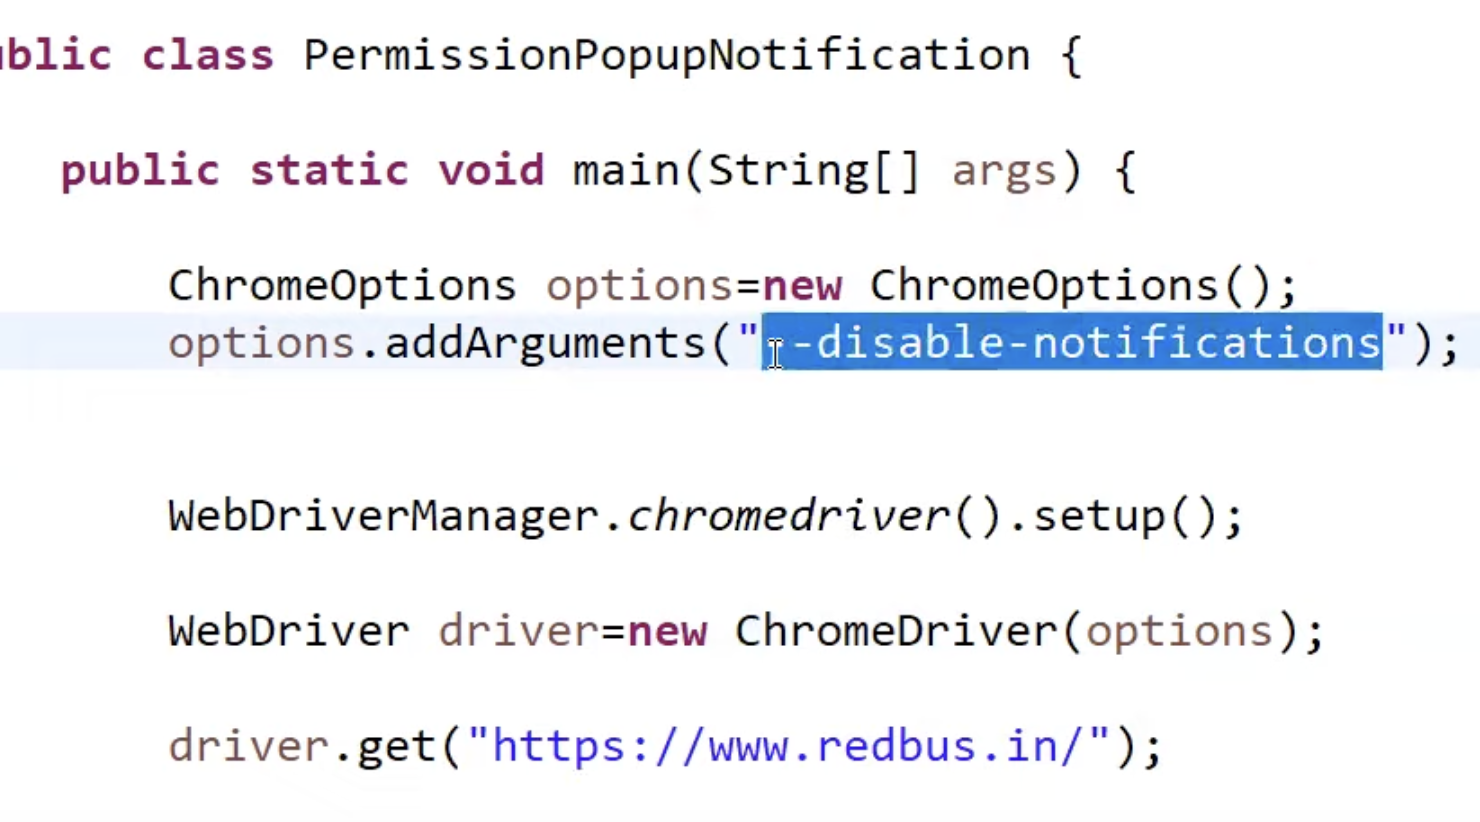 ublic class PermissionPopupNotification {
public static void main(String[] args) {
ChromeOptions options=new ChromeOptions();
options.addArguments("--disable-notifications");
WebDriverManager.chromedriver().setup();
WebDriver driver=new ChromeDriver(options);
driver.get("https://www.redbus.in/");